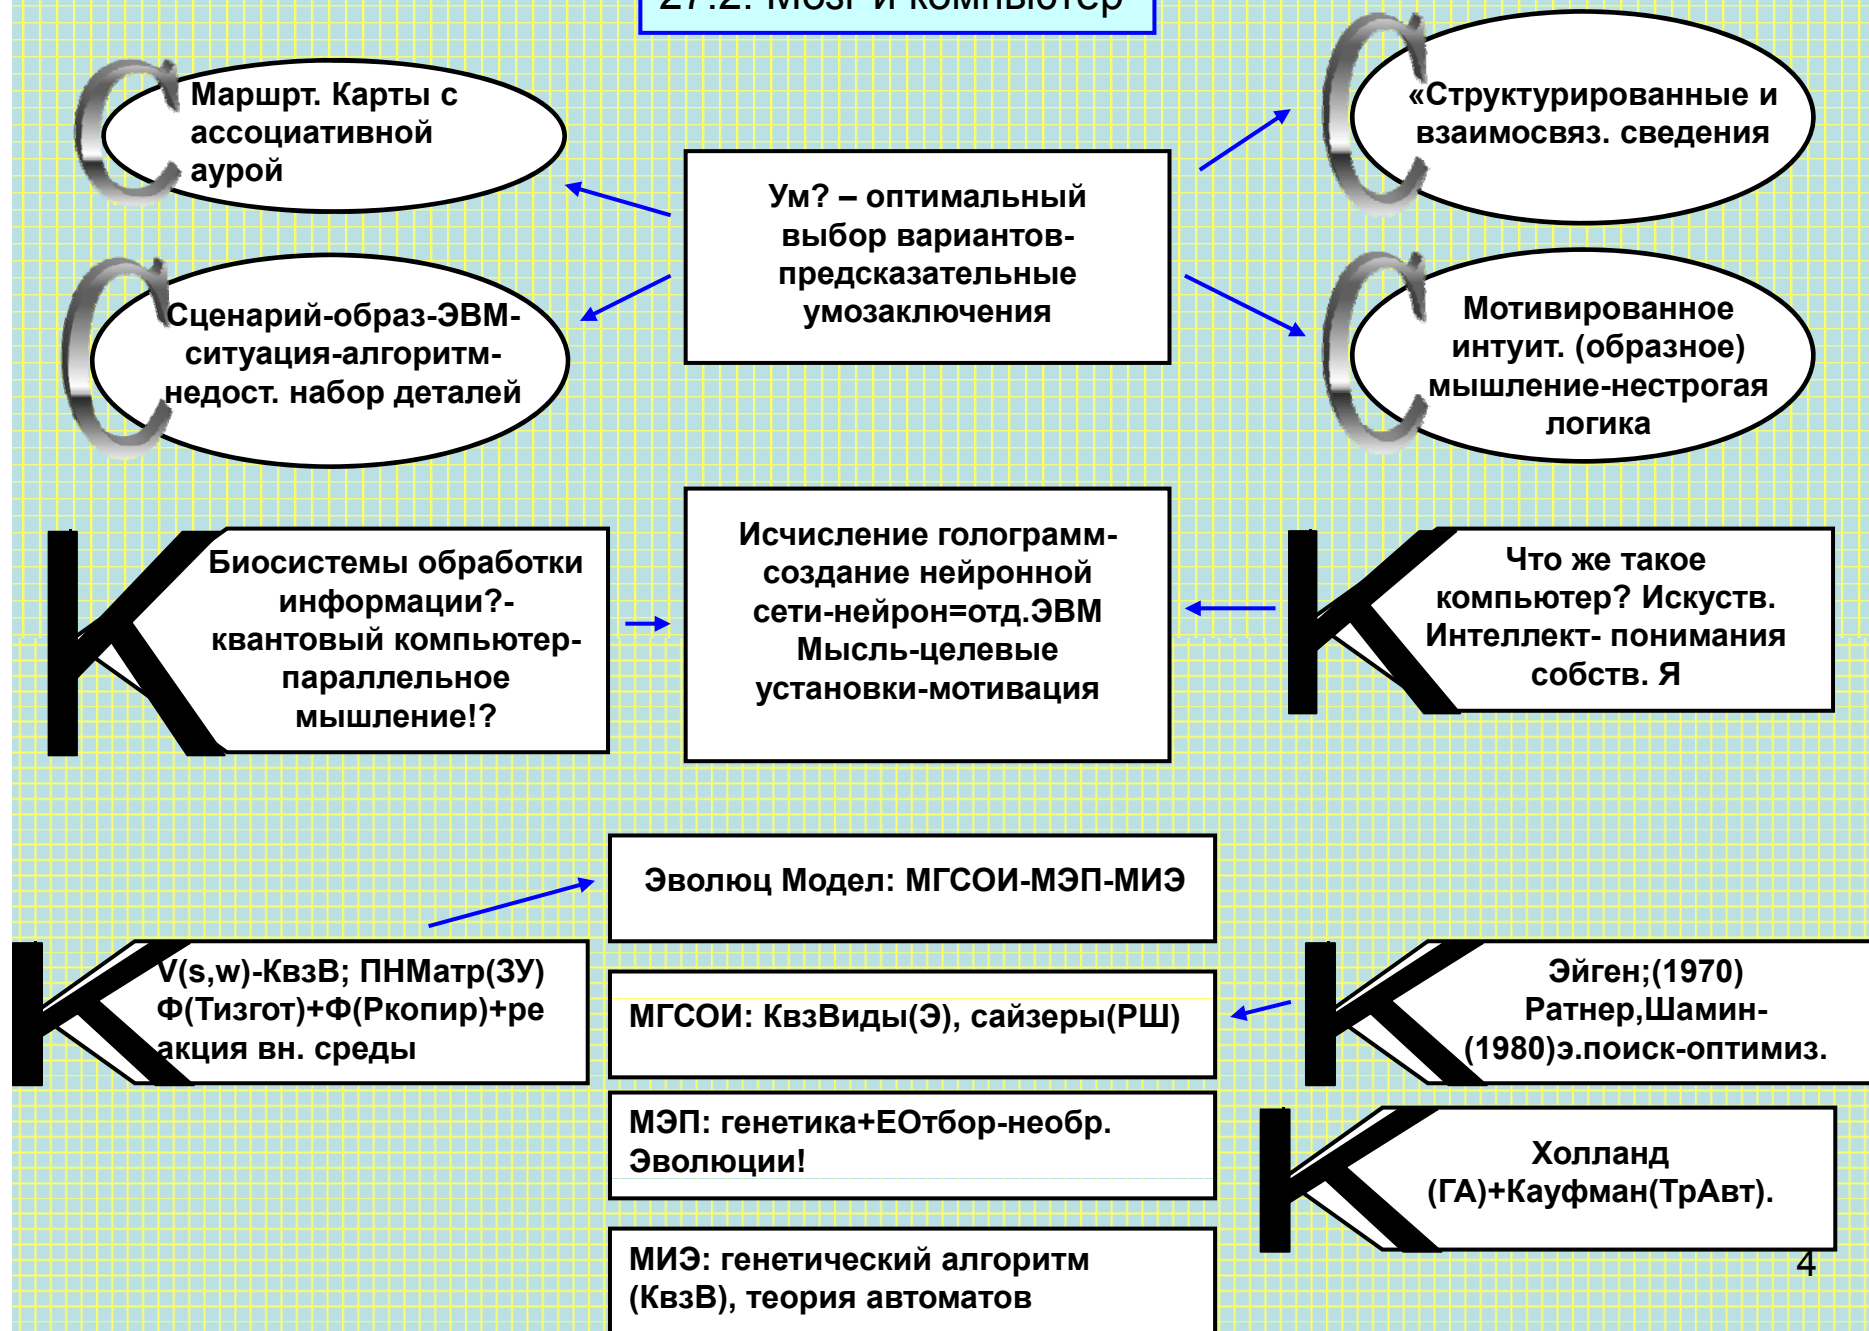 27.2. Мозг и компьютер
С
Маршрт. Карты с
ассоциативной
аурой
С
«Структурированные и
взаимосвяз. сведения
Ум? – оптимальный
выбор вариантов-
предсказательные
умозаключения
С
Сценарий-образ-ЭВМ-
ситуация-алгоритм-
недост. набор деталей
С
Мотивированное
интуит. (образное)
мышление-нестрогая
логика
К
Биосистемы обработки
информации?-
квантовый компьютер-
параллельное
мышление!?
Исчисление голограмм-
создание нейронной
сети-нейрон=отд.ЭВМ
Мысль-целевые
установки-мотивация
К
Что же такое
компьютер? Искуств.
Интеллект- понимания
собств. Я
Эволюц Модел: МГСОИ-МЭП-МИЭ
К
V(s,w)-КвзВ; ПНМатр(ЗУ)
Ф(Тизгот)+Ф(Ркопир)+ре
акция вн. среды
МГСОИ: КвзВиды(Э), сайзеры(РШ)
К
Эйген;(1970)
Ратнер,Шамин-
(1980)э.поиск-оптимиз.
МЭП: генетика+ЕОтбор-необр.
Эволюции!
К
Холланд
(ГА)+Кауфман(ТрАвт).
МИЭ: генетический алгоритм
(КвзВ), теория автоматов
4